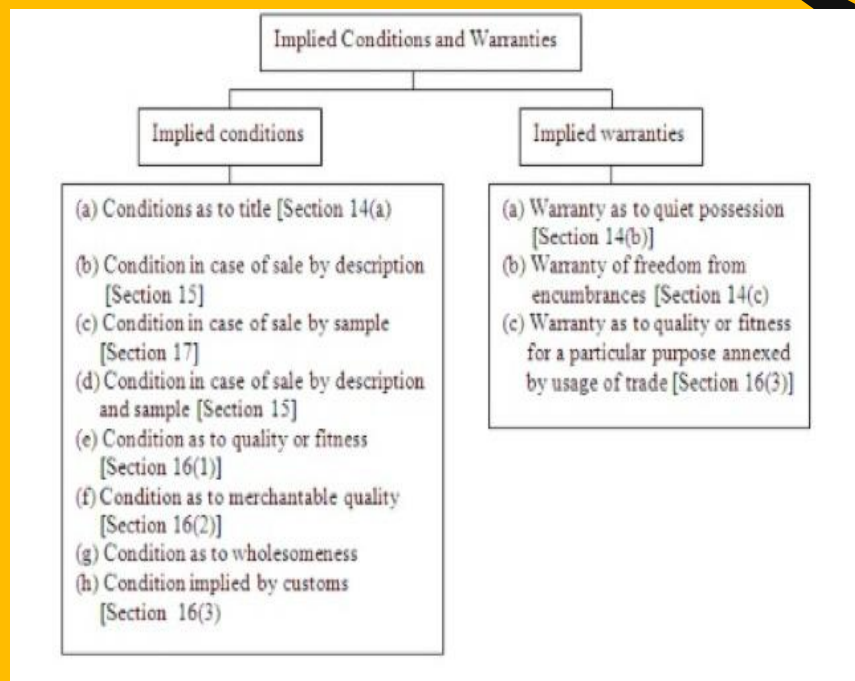 Implied Conditions and Warranties
Implied conditions
(a) Conditions as to title [Section 14(a)
(b) Condition in case of sale by description
[Section 15]
(c) Condition in case of sale by sample
[Section 17]
(d) Condition in case of sale by description
and sample [Section 15]
(e) Condition as to quality or fitness
[Section 16(1)]
(f) Condition as to merchantable quality
[Section 16(2)]
(g) Condition as to wholesomeness
(h) Condition implied by customs
[Section 16(3)
Implied warranties
(a) Warranty as to quiet possession
[Section 14(b)]
(b) Warranty of freedom from
encumbrances [Section 14(c)
(c) Warranty as to quality or fitness
for a particular purpose annexed
by usage of trade [Section 16(3)]